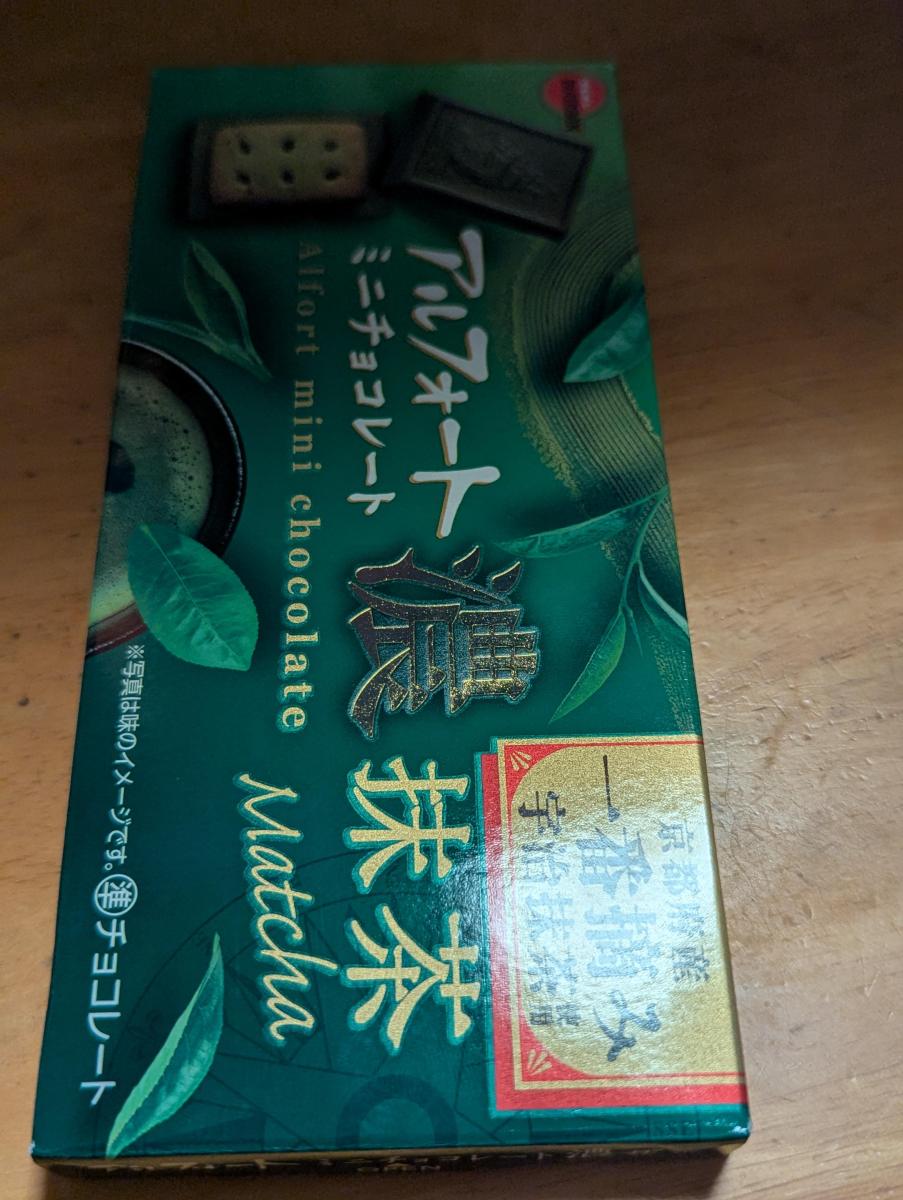 アルフォート
ミニチョコレート
Alfort mini chocolate
濃
抹茶
Matcha
京都府産
一番摘み
宇治抹茶
※写真は味のイメージです。
準チョコレート